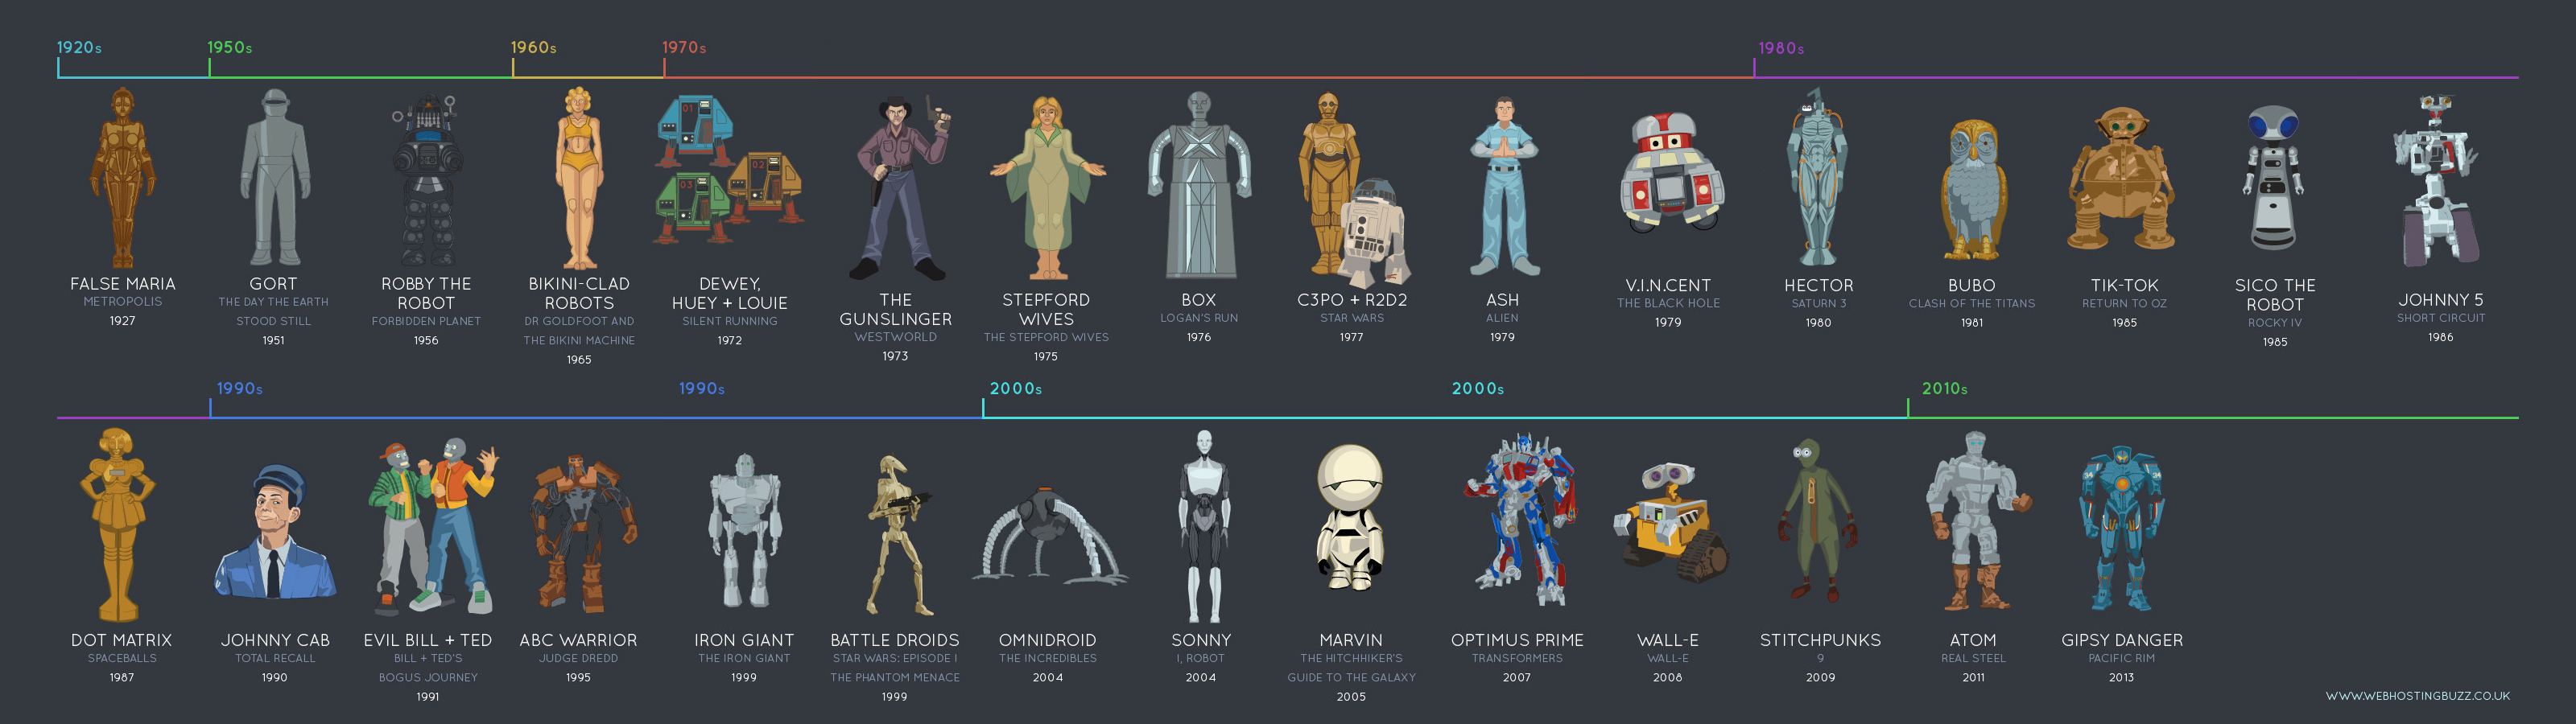 1920s
1950s
1960s
1970s
1980s
01
02
03
FALSE MARIA
METROPOLIS
1927
GORT
THE DAY THE EARTH
STOOD STILL
1951
ROBBY THE
ROBOT
FORBIDDEN PLANET
1956
BIKINI-CLAD
ROBOTS
DR GOLDFOOT AND
THE BIKINI MACHINE
1965
DEWEY,
HUEY + LOUIE
SILENT RUNNING
1972
THE
GUNSLINGER
WESTWORLD
1973
STEPFORD
WIVES
THE STEPFORD WIVES
1975
BOX
LOGAN'S RUN
1976
C3PO + R2D2
STAR WARS
1977
ASH
ALIEN
1979
V.I.N.CENT
THE BLACK HOLE
1979
HECTOR
SATURN 3
1980
BUBO
CLASH OF THE TITANS
1981
TIK-TOK
RETURN TO OZ
1985
SICO THE
ROBOT
ROCKY IV
1985
JOHNNY 5
SHORT CIRCUIT
1986
1990s
1990s
2000s
2000s
2010s
DOT MATRIX
SPACEBALLS
1987
JOHNNY CAB
TOTAL RECALL
1990
EVIL BILL + TED
BILL + TED'S
BOGUS JOURNEY
1991
ABC WARRIOR
JUDGE DREDD
1995
IRON GIANT
THE IRON GIANT
1999
BATTLE DROIDS
STAR WARS: EPISODE I
THE PHANTOM MENACE
1999
OMNIDROID
THE INCREDIBLES
2004
SONNY
I, ROBOT
2004
MARVIN
THE HITCHHIKER'S
GUIDE TO THE GALAXY
2005
OPTIMUS PRIME
TRANSFORMERS
2007
WALL-E
WALL-E
2008
STITCHPUNKS
9
2009
ATOM
REAL STEEL
2011
GIPSY DANGER
PACIFIC RIM
2013
WWW.WEBHOSTINGBUZZ.CO.UK